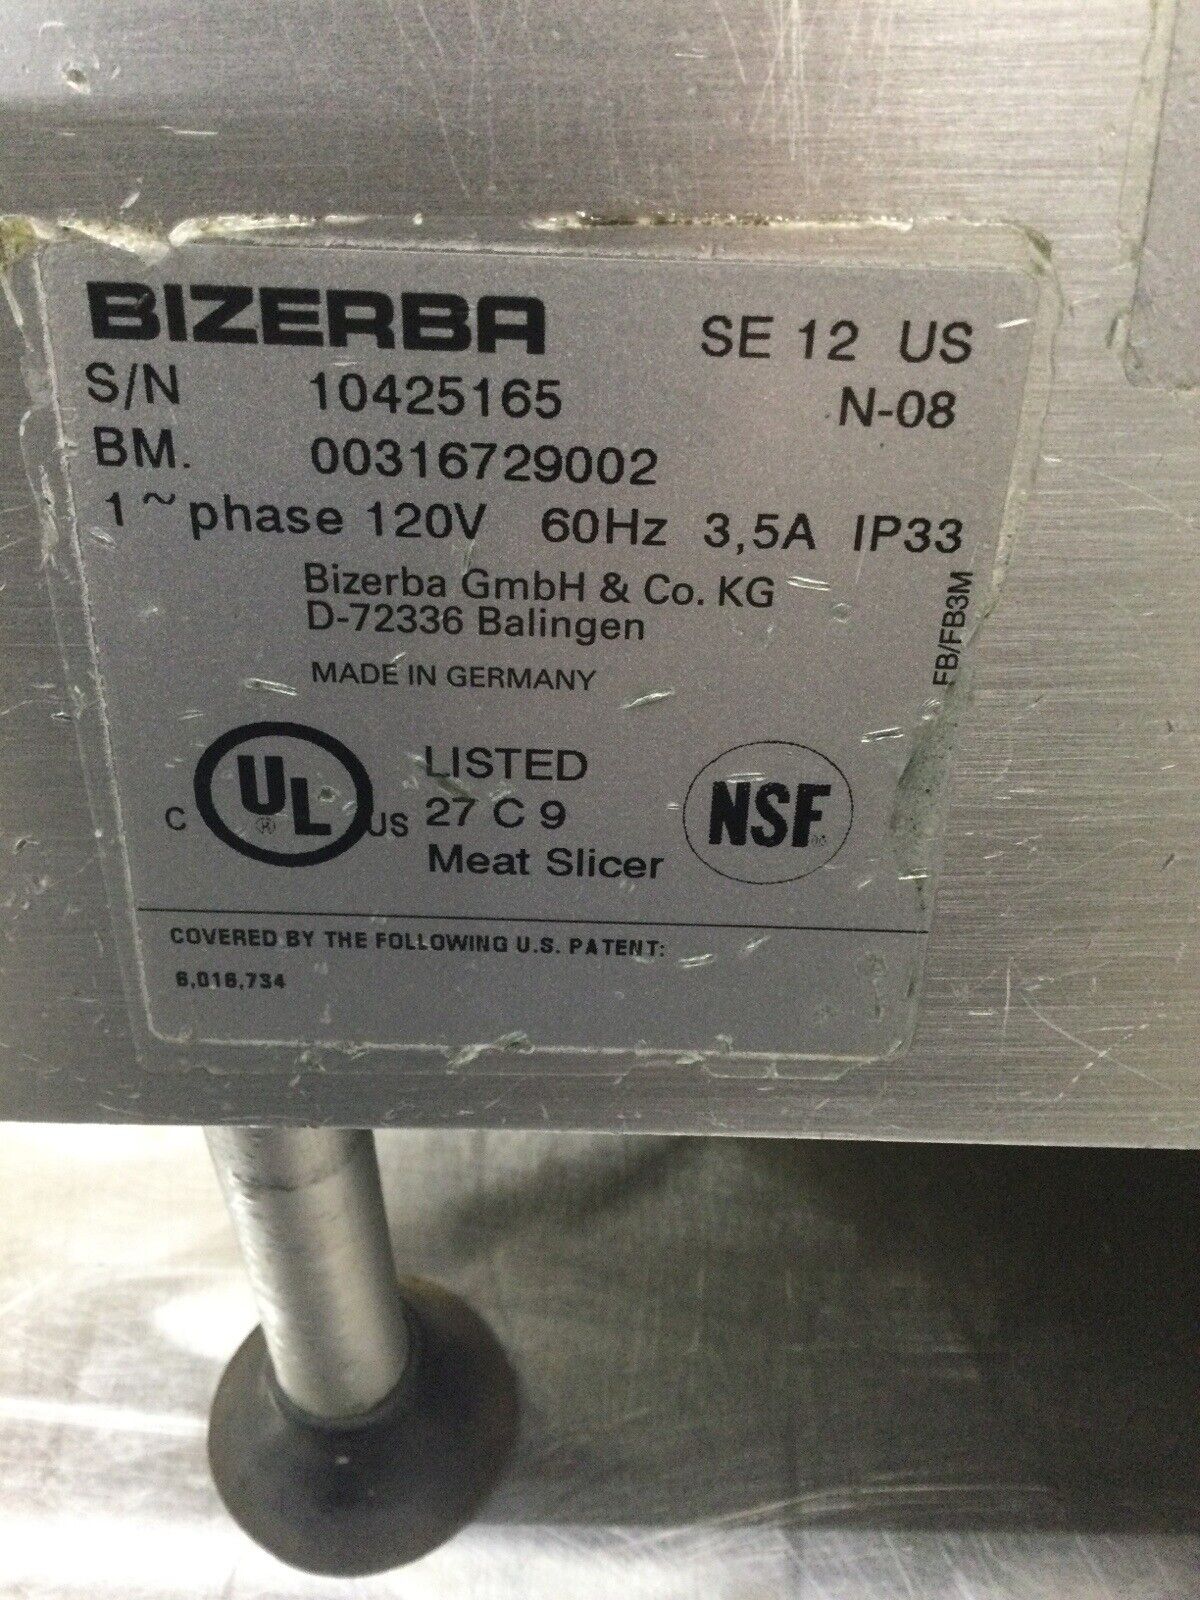 BIZERBA SE 12 US
S/N 10425165 N-08
BM. 00316729002
1~phase 120V 60Hz 3,5A IP33
Bizerba GmbH & Co. KG
D-72336 Balingen
FB/FB3M
MADE IN GERMANY
C UL ® US LISTED
27 C 9
Meat Slicer
NSF
COVERED BY THE FOLLOWING U.S. PATENT:
6,016,734